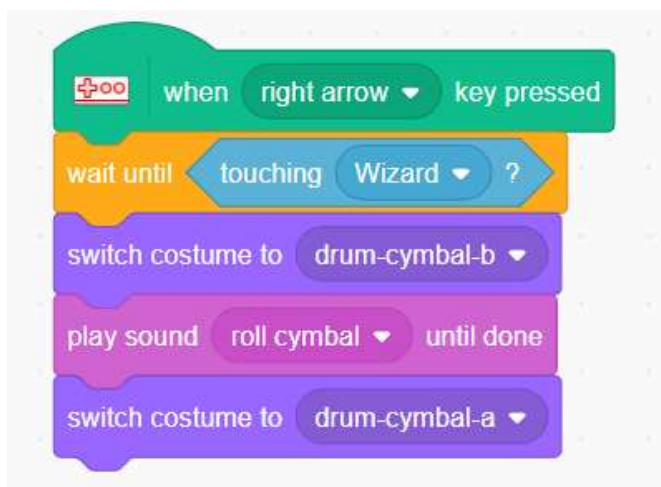 when right arrow key pressed
wait until touching Wizard ?
switch costume to drum-cymbal-b
play sound roll cymbal until done
switch costume to drum-cymbal-a